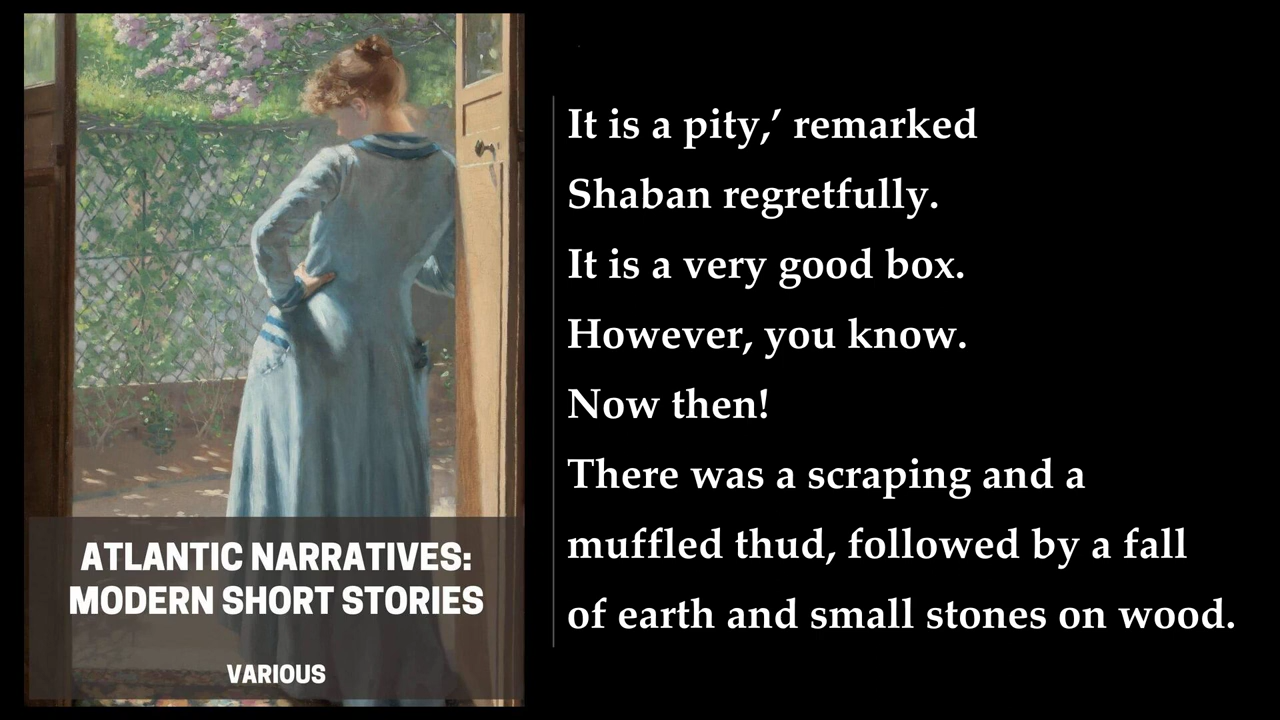 It is a pity,’ remarked
Shaban regretfully.
It is a very good box.
However, you know.
Now then!
There was a scraping and a
muffled thud, followed by a fall
of earth and small stones on wood.
ATLANTIC NARRATIVES:
MODERN SHORT STORIES
VARIOUS